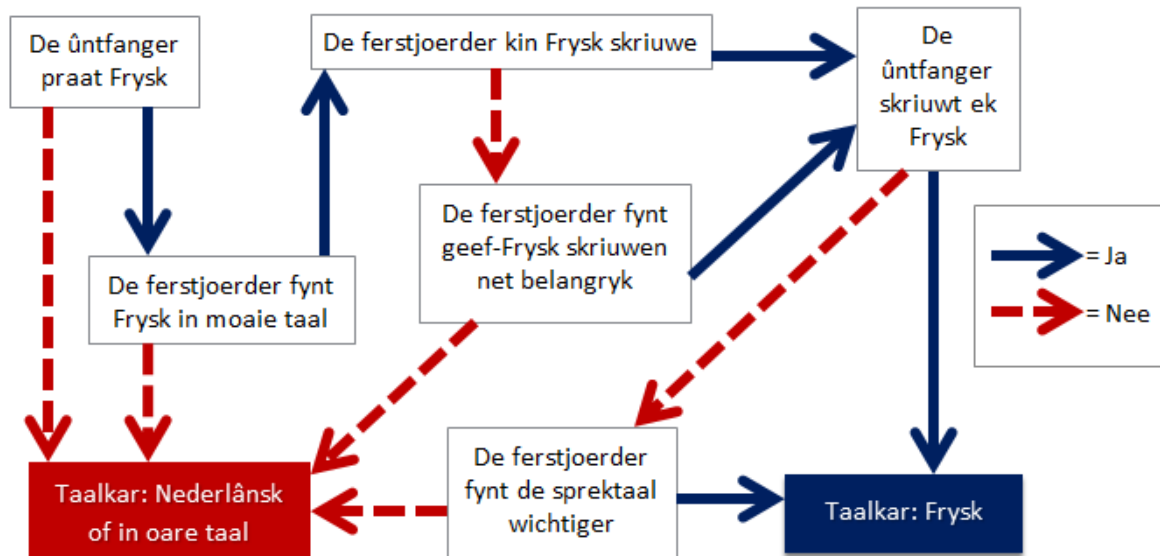 De ûntfanger
praat Frysk
De ferstjoerder kin Frysk skriuwe
De
ûntfanger
skriuwt ek
Frysk
De ferstjoerder fynt
geef-Frysk skriuwen
net belangryk
= Ja
= Nee
De ferstjoerder fynt
Frysk in moaie taal
De ferstjoerder
fynt de sprektaal
wichtiger
Taalkar: Nederlânsk
of in oare taal
Taalkar: Frysk